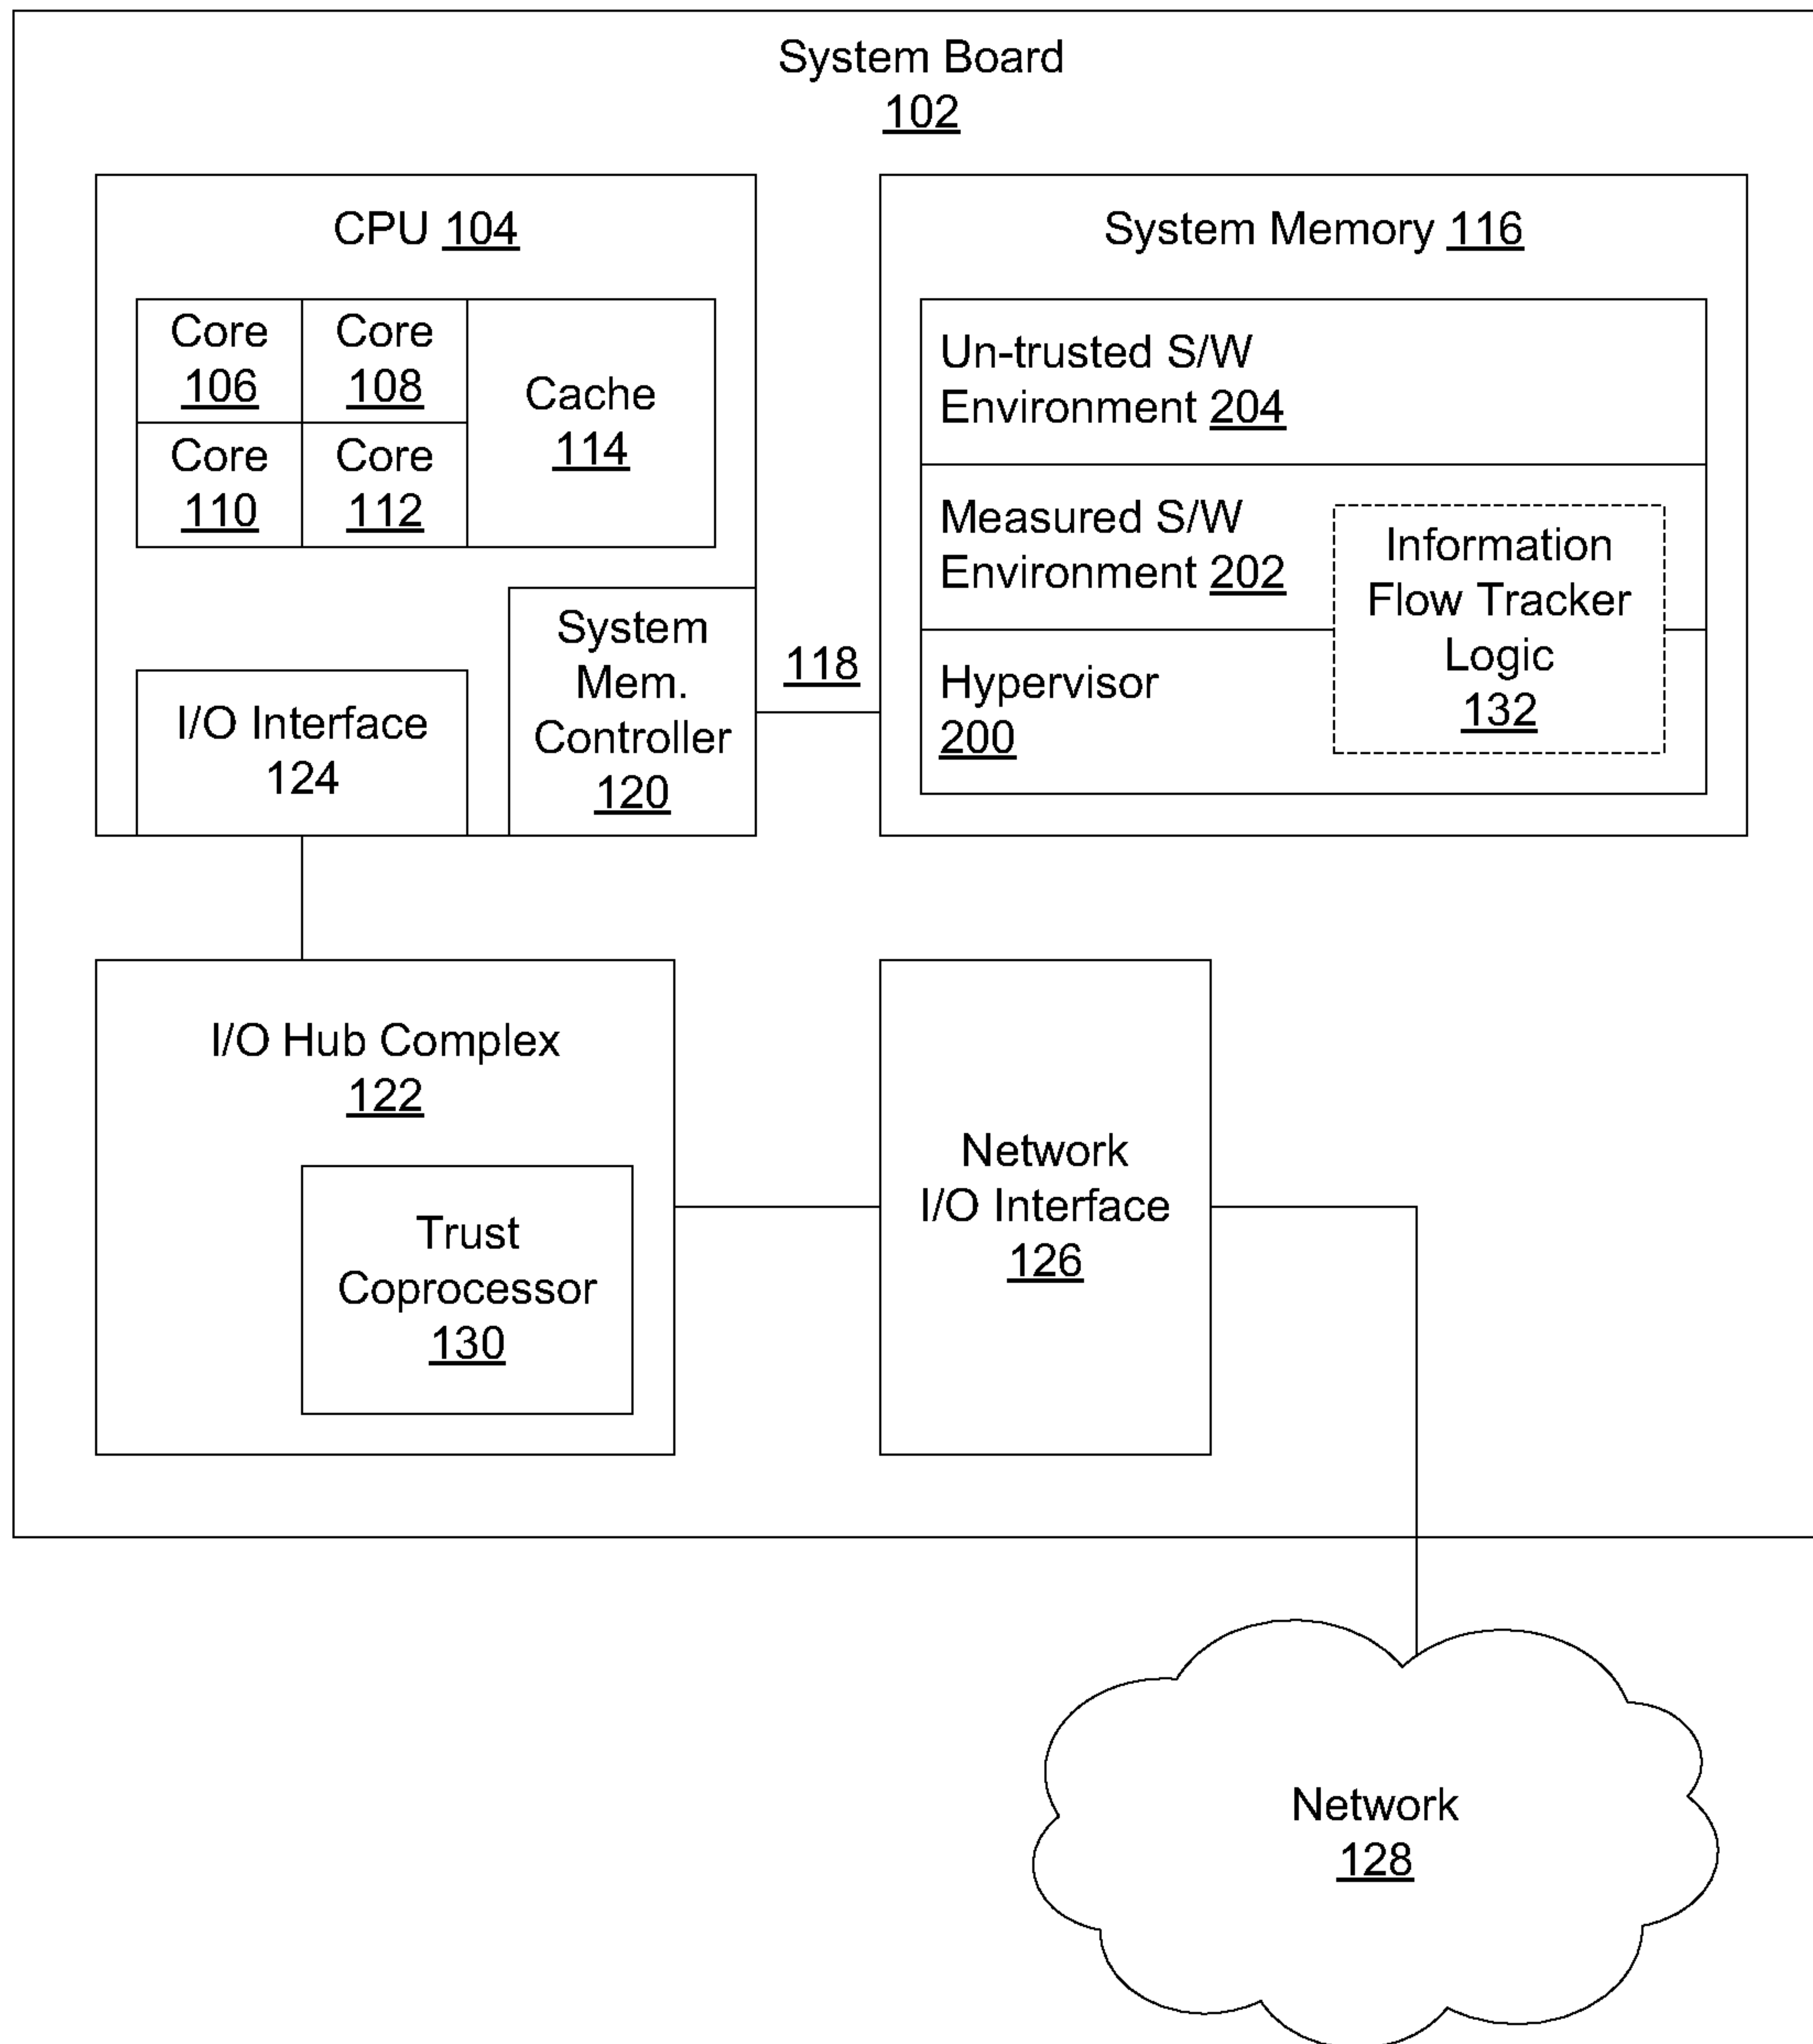 System Board
102
CPU 104
Core
106
Core
108
Cache
114
Core
110
Core
112
System
Mem.
Controller
120
I/O Interface
124
118
System Memory 116
Un-trusted S/W
Environment 204
Measured S/W
Environment 202
Information
Flow Tracker
Logic
132
Hypervisor
200
I/O Hub Complex
122
Trust
Coprocessor
130
Network
I/O Interface
126
Network
128